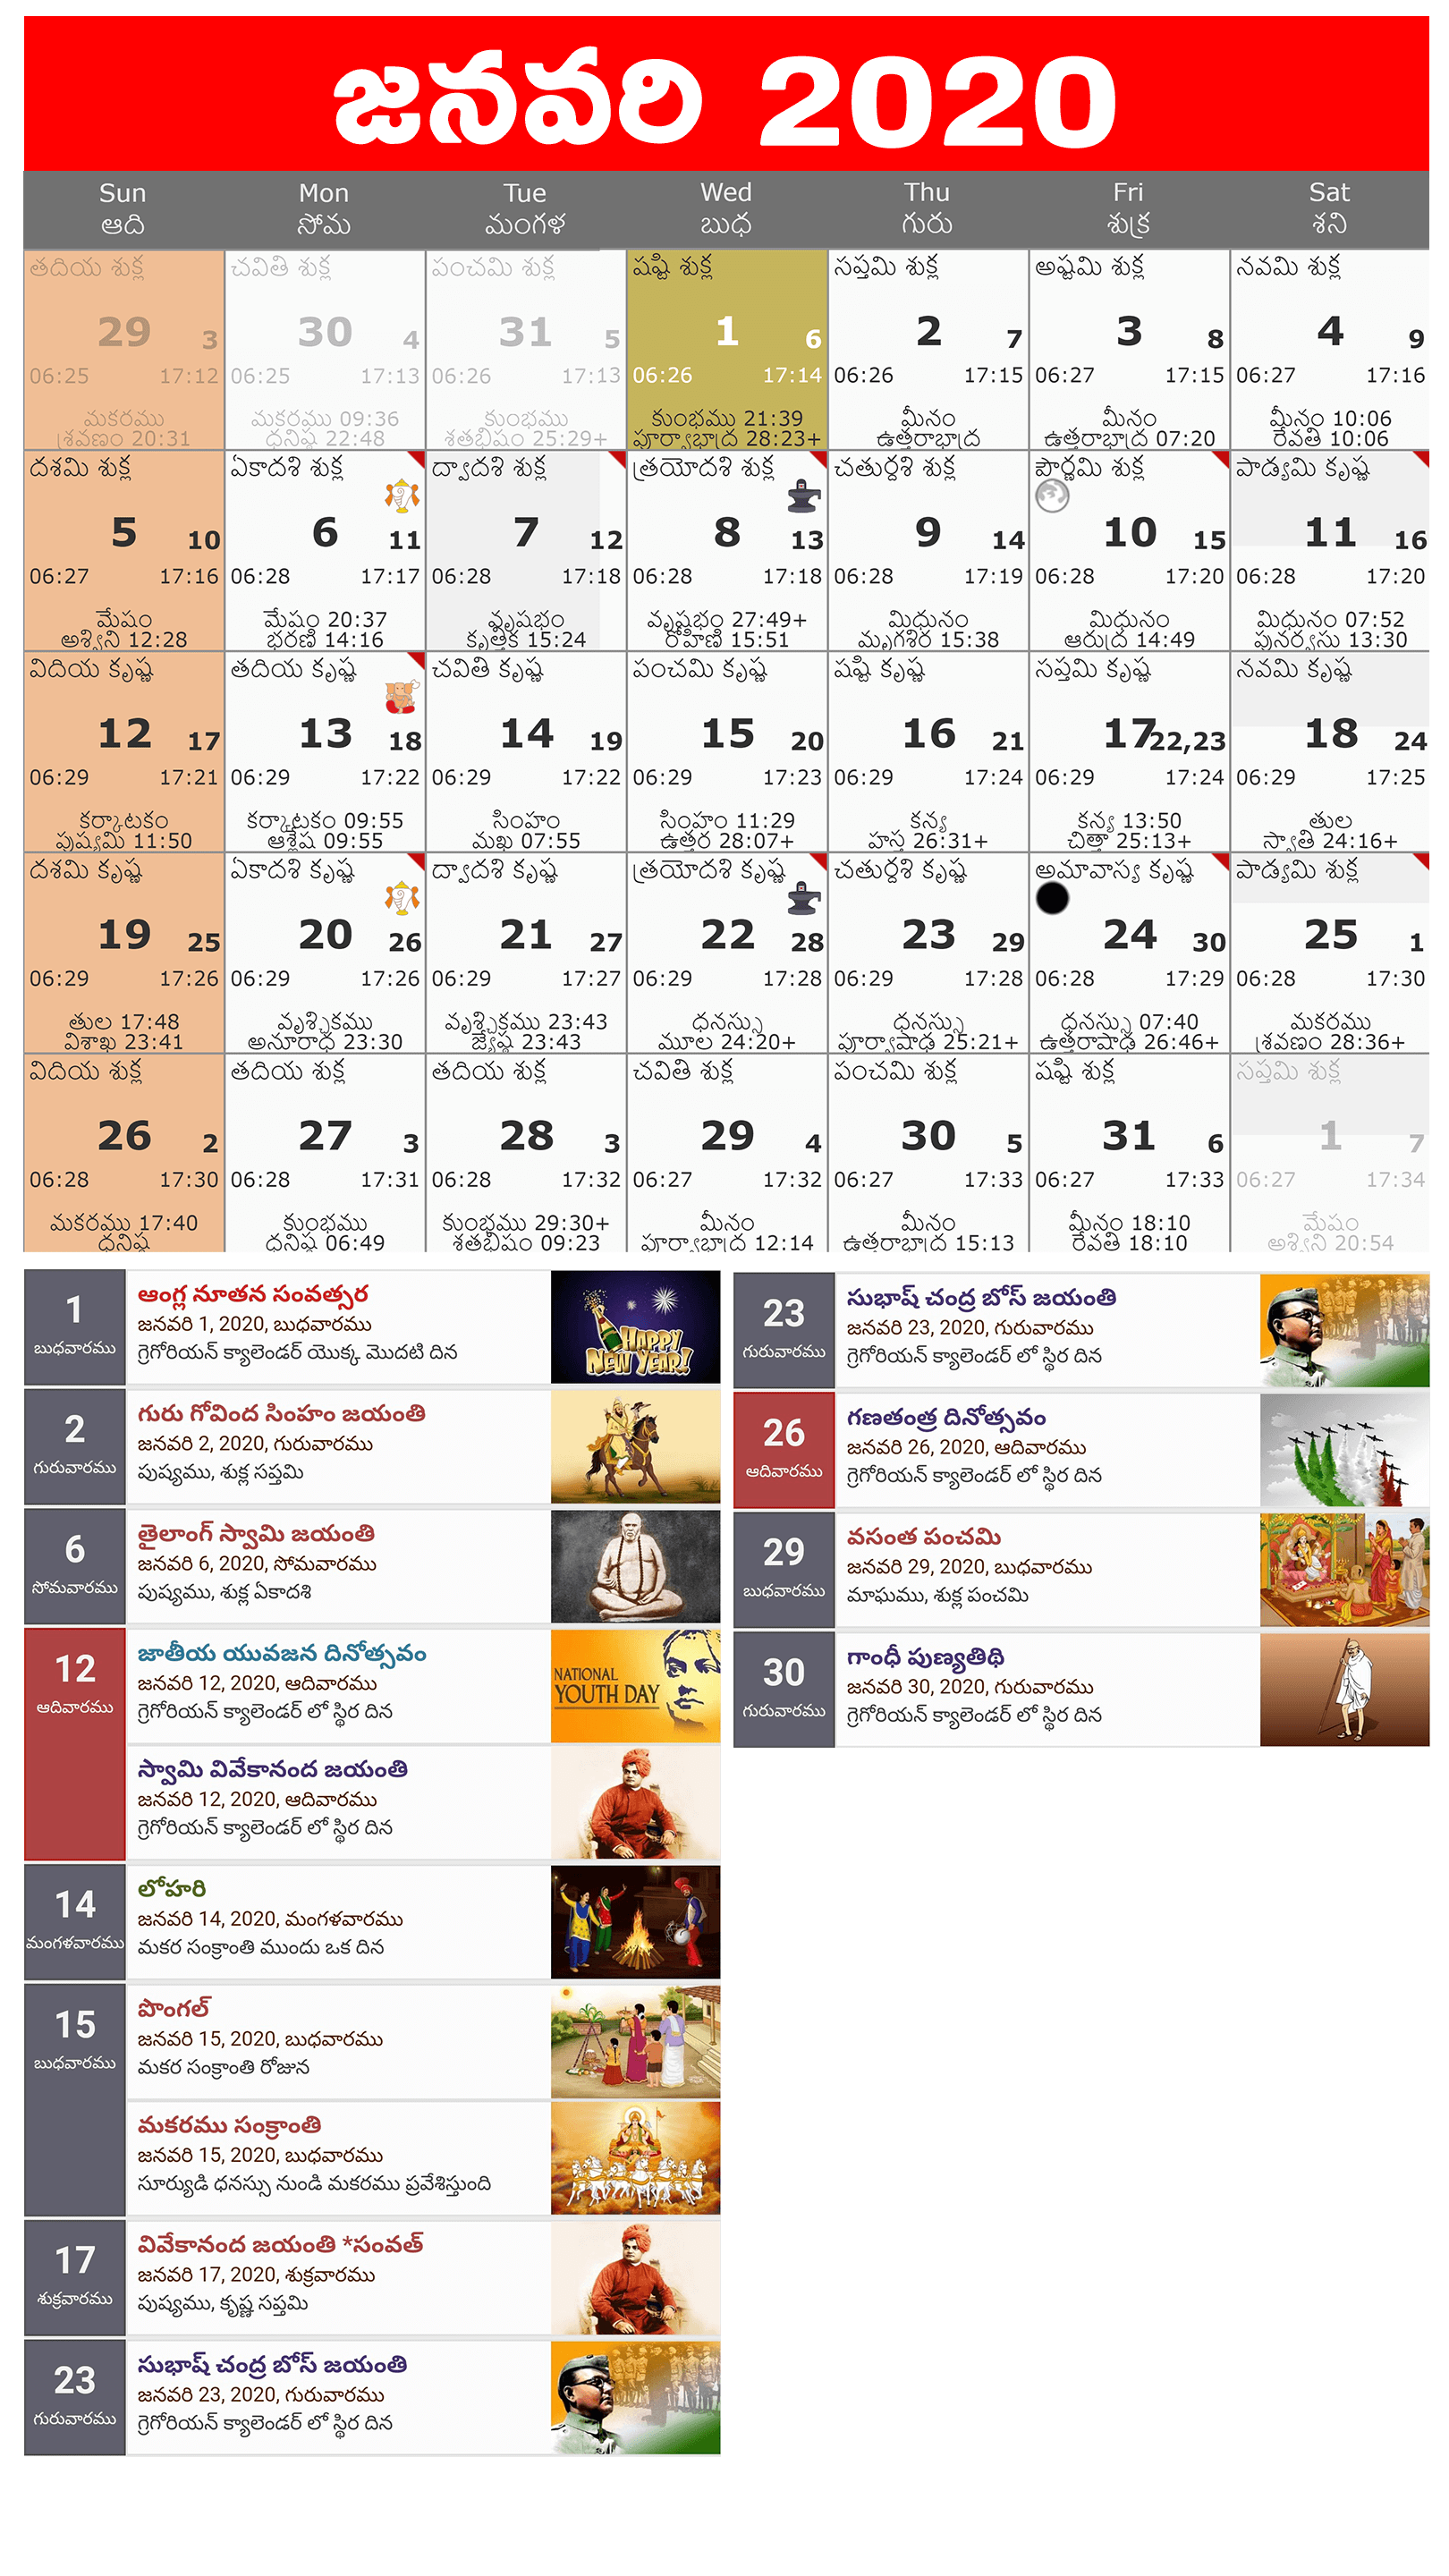 జనవరి 2020
Sun Mon Tue Wed Thu Fri Sat
ఆది సోమ మంగళ బుధ గురు శుక్ర శని
తదియ శుక్ల చవితి శుక్ల పంచమి శుక్ల షష్టి శుక్ల సప్తమి శుక్ల అష్టమి శుక్ల నవమి శుక్ల
29 3 30 4 31 5 1 6 2 7 3 8 4 9
06:25 17:12 06:25 17:13 06:26 17:13 06:26 17:14 06:26 17:15 06:27 17:15 06:27 17:16
మకరము మకరము 09:36 కుంభము కుంభము 21:39 మీనం మీనం మీనం 10:06
శ్రవణం 20:31 ధనిష్ఠ 22:48 శతభిషం 25:29+ పూర్వాభాద్ర 28:23+ ఉత్తరాభాద్ర ఉత్తరాభాద్ర 07:20 రేవతి 10:06
దశమి శుక్ల ఏకాదశి శుక్ల ద్వాదశి శుక్ల త్రయోదశి శుక్ల చతుర్దశి శుక్ల పౌర్ణమి శుక్ల పాడ్యమి కృష్ణ
5 10 6 11 7 12 8 13 9 14 10 15 11 16
06:27 17:16 06:28 17:17 06:28 17:18 06:28 17:18 06:28 17:19 06:28 17:20 06:28 17:20
మేషం మేషం 20:37 వృషభం వృషభం 27:49+ మిధునం మిధునం మిధునం 07:52
అశ్విని 12:28 భరణి 14:16 కృత్తిక 15:24 రోహిణి 15:51 మృగశిర 15:38 ఆరుద్ర 14:49 పునర్వసు 13:30
విదియ కృష్ణ తదియ కృష్ణ చవితి కృష్ణ పంచమి కృష్ణ షష్టి కృష్ణ సప్తమి కృష్ణ నవమి కృష్ణ
12 17 13 18 14 19 15 20 16 21 17 22,23 18 24
06:29 17:21 06:29 17:22 06:29 17:22 06:29 17:23 06:29 17:24 06:29 17:24 06:29 17:25
కర్కాటకం కర్కాటకం 09:55 సింహం సింహం 11:29 కన్య కన్య 13:50 తుల
పుష్యమి 11:50 ఆశ్లేష 09:55 మఖ 07:55 ఉత్తర 28:07+ హస్త 26:31+ చిత్తా 25:13+ స్వాతి 24:16+
దశమి కృష్ణ ఏకాదశి కృష్ణ ద్వాదశి కృష్ణ త్రయోదశి కృష్ణ చతుర్దశి కృష్ణ అమావాస్య కృష్ణ పాడ్యమి శుక్ల
19 25 20 26 21 27 22 28 23 29 24 30 25 1
06:29 17:26 06:29 17:26 06:29 17:27 06:29 17:28 06:29 17:28 06:28 17:29 06:28 17:30
తుల 17:48 వృశ్చికము వృశ్చికము 23:43 ధనస్సు ధనస్సు ధనస్సు 07:40 మకరము
విశాఖ 23:41 అనూరాధ 23:30 జ్యేష్ఠ 23:43 మూల 24:20+ పూర్వాషాఢ 25:21+ ఉత్తరాషాఢ 26:46+ శ్రవణం 28:36+
విదియ శుక్ల తదియ శుక్ల తదియ శుక్ల చవితి శుక్ల పంచమి శుక్ల షష్టి శుక్ల సప్తమి శుక్ల
26 2 27 3 28 3 29 4 30 5 31 6 1 7
06:28 17:30 06:28 17:31 06:28 17:32 06:27 17:32 06:27 17:33 06:27 17:33 06:27 17:34
మకరము 17:40 కుంభము కుంభము 29:30+ మీనం మీనం మీనం 18:10 మేషం
ధనిష్ఠ ధనిష్ఠ 06:49 శతభిషం 09:23 పూర్వాభాద్ర 12:14 ఉత్తరాభాద్ర 15:13 రేవతి 18:10 అశ్విని 20:54
1
బుధవారము
ఆంగ్ల నూతన సంవత్సర
జనవరి 1, 2020, బుధవారము
గ్రెగోరియన్ క్యాలెండర్ యొక్క మొదటి దిన
HAPPY
NEW YEAR!
2
గురువారము
గురు గోవింద సింహం జయంతి
జనవరి 2, 2020, గురువారము
పుష్యము, శుక్ల సప్తమి
6
సోమవారము
తైలాంగ్ స్వామి జయంతి
జనవరి 6, 2020, సోమవారము
పుష్యము, శుక్ల ఏకాదశి
12
ఆదివారము
జాతీయ యువజన దినోత్సవం
జనవరి 12, 2020, ఆదివారము
గ్రెగోరియన్ క్యాలెండర్ లో స్థిర దిన
NATIONAL
YOUTH DAY
స్వామి వివేకానంద జయంతి
జనవరి 12, 2020, ఆదివారము
గ్రెగోరియన్ క్యాలెండర్ లో స్థిర దిన
14
మంగళవారము
లోహరి
జనవరి 14, 2020, మంగళవారము
మకర సంక్రాంతి ముందు ఒక దిన
15
బుధవారము
పొంగల్
జనవరి 15, 2020, బుధవారము
మకర సంక్రాంతి రోజున
మకరము సంక్రాంతి
జనవరి 15, 2020, బుధవారము
సూర్యుడి ధనస్సు నుండి మకరము ప్రవేశిస్తుంది
17
శుక్రవారము
వివేకానంద జయంతి *సంవత్
జనవరి 17, 2020, శుక్రవారము
పుష్యము, కృష్ణ సప్తమి
23
గురువారము
సుభాష్ చంద్ర బోస్ జయంతి
జనవరి 23, 2020, గురువారము
గ్రెగోరియన్ క్యాలెండర్ లో స్థిర దిన
23
గురువారము
సుభాష్ చంద్ర బోస్ జయంతి
జనవరి 23, 2020, గురువారము
గ్రెగోరియన్ క్యాలెండర్ లో స్థిర దిన
26
ఆదివారము
గణతంత్ర దినోత్సవం
జనవరి 26, 2020, ఆదివారము
గ్రెగోరియన్ క్యాలెండర్ లో స్థిర దిన
29
బుధవారము
వసంత పంచమి
జనవరి 29, 2020, బుధవారము
మాఘము, శుక్ల పంచమి
30
గురువారము
గాంధీ పుణ్యతిథి
జనవరి 30, 2020, గురువారము
గ్రెగోరియన్ క్యాలెండర్ లో స్థిర దిన